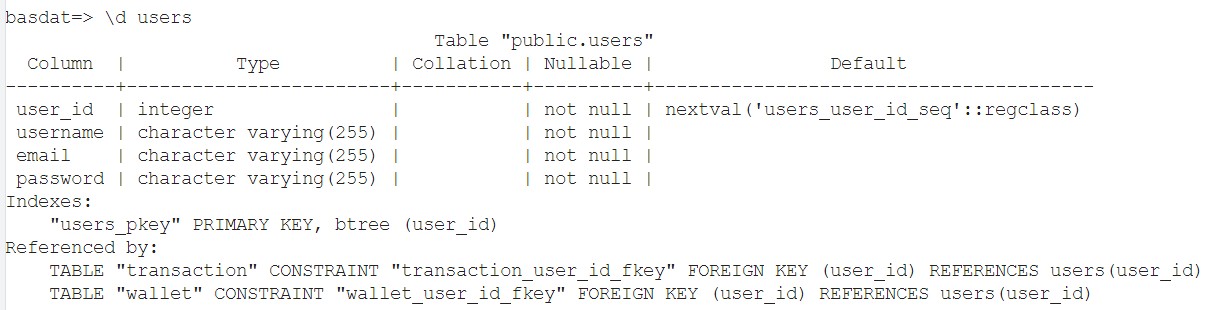 basdat=> \d users
                                       Table "public.users"
  Column  |          Type          | Collation | Nullable |                Default
----------+------------------------+-----------+----------+----------------------------------------
 user_id  | integer                |           | not null | nextval('users_user_id_seq'::regclass)
 username | character varying(255) |           | not null |
 email    | character varying(255) |           | not null |
 password | character varying(255) |           | not null |
Indexes:
    "users_pkey" PRIMARY KEY, btree (user_id)
Referenced by:
    TABLE "transaction" CONSTRAINT "transaction_user_id_fkey" FOREIGN KEY (user_id) REFERENCES users(user_id)
    TABLE "wallet" CONSTRAINT "wallet_user_id_fkey" FOREIGN KEY (user_id) REFERENCES users(user_id)